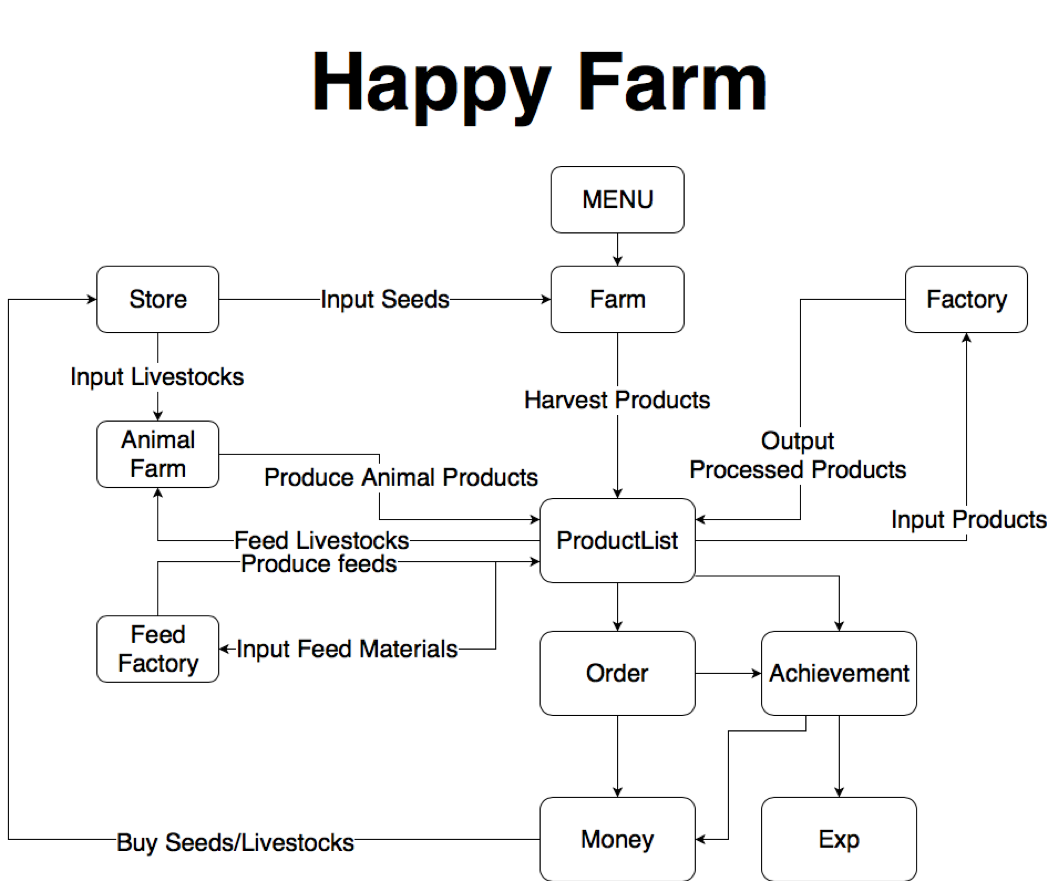 Happy Farm
MENU
Store
Input Seeds
Farm
Factory
Input Livestocks
Harvest Products
Animal
Farm
Output
Processed Products
Produce Animal Products
Input Products
Feed Livestocks
ProductList
Produce feeds
Feed
Factory
Input Feed Materials
Order
Achievement
Buy Seeds/Livestocks
Money
Exp